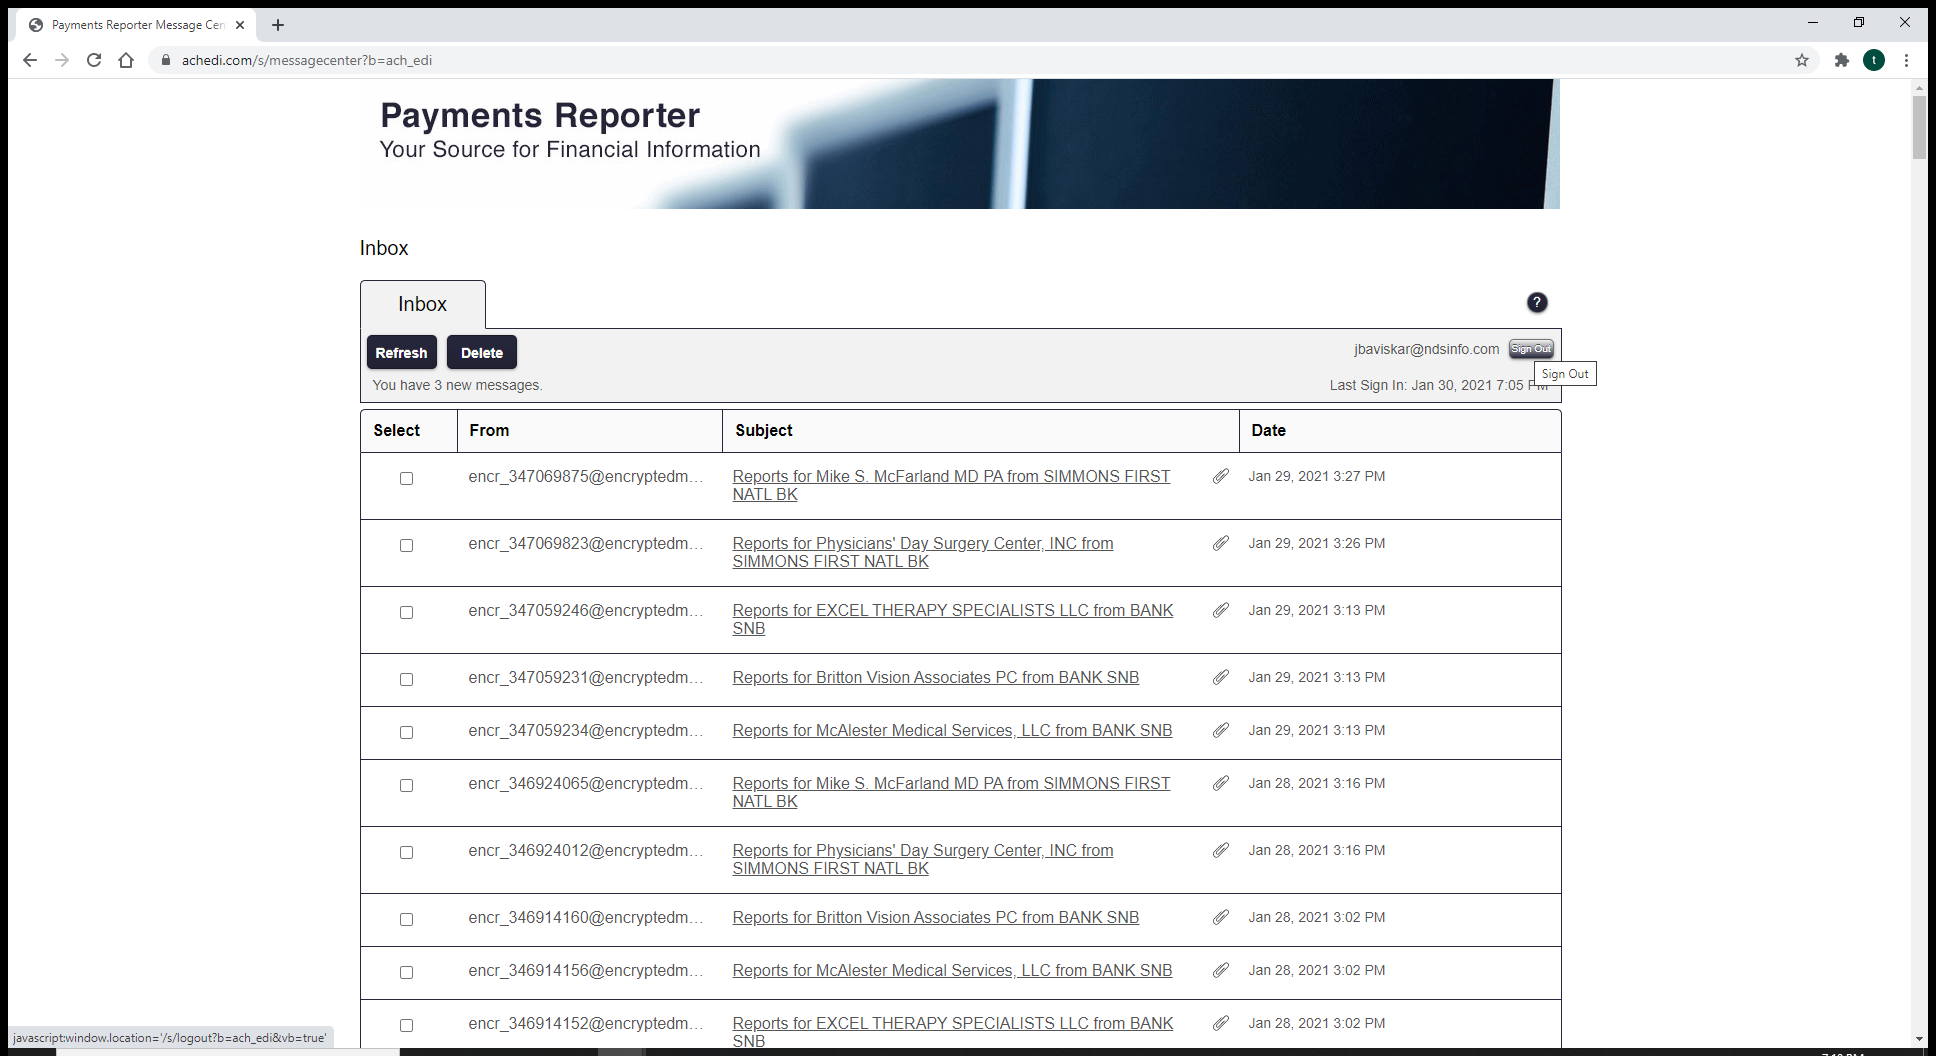 Payments Reporter Message Cen
achedi.com/s/messagecenter?b=ach_edi
t
Payments Reporter
Your Source for Financial Information
Inbox
Inbox
?
Refresh Delete
jbaviskar@ndsinfo.com Sign Out
Sign Out
You have 3 new messages.
Last Sign In: Jan 30, 2021 7:05 PM
Select From Subject Date
encr_347069875@encryptedm… Reports for Mike S. McFarland MD PA from SIMMONS FIRST Jan 29, 2021 3:27 PM
NATL BK
encr_347069823@encryptedm… Reports for Physicians' Day Surgery Center, INC from Jan 29, 2021 3:26 PM
SIMMONS FIRST NATL BK
encr_347059246@encryptedm… Reports for EXCEL THERAPY SPECIALISTS LLC from BANK Jan 29, 2021 3:13 PM
SNB
encr_347059231@encryptedm… Reports for Britton Vision Associates PC from BANK SNB Jan 29, 2021 3:13 PM
encr_347059234@encryptedm… Reports for McAlester Medical Services, LLC from BANK SNB Jan 29, 2021 3:13 PM
encr_346924065@encryptedm… Reports for Mike S. McFarland MD PA from SIMMONS FIRST Jan 28, 2021 3:16 PM
NATL BK
encr_346924012@encryptedm… Reports for Physicians' Day Surgery Center, INC from Jan 28, 2021 3:16 PM
SIMMONS FIRST NATL BK
encr_346914160@encryptedm… Reports for Britton Vision Associates PC from BANK SNB Jan 28, 2021 3:02 PM
encr_346914156@encryptedm… Reports for McAlester Medical Services, LLC from BANK SNB Jan 28, 2021 3:02 PM
encr_346914152@encryptedm… Reports for EXCEL THERAPY SPECIALISTS LLC from BANK Jan 28, 2021 3:02 PM
SNB
javascript:window.location='/s/logout?b=ach_edi&vb=true'